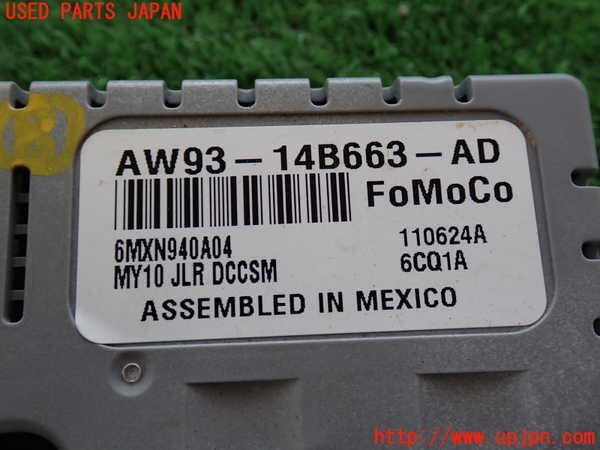 USED PARTS JAPAN
AW93-14B663-AD
FoMoCo
6MXN940A04
110624A
MY10 JLR DCCSM
6CQ1A
ASSEMBLED IN MEXICO
http://www.upjpn.com/